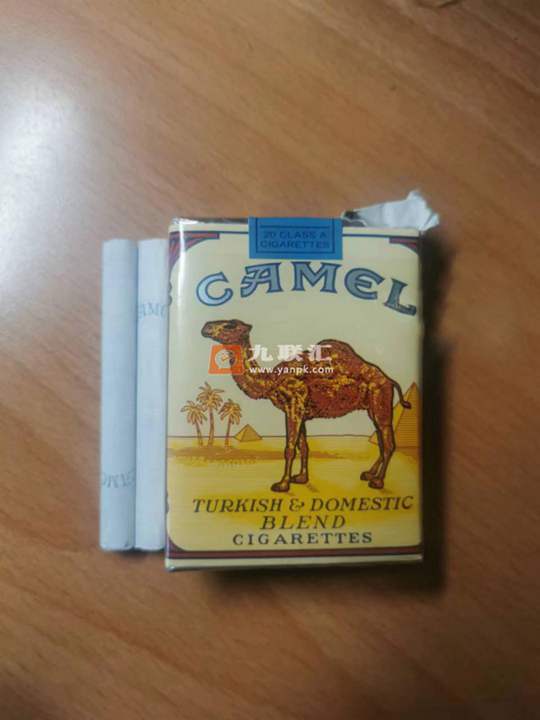 20 CLASS A
CIGARETTES
CAMEL
九联汇
www.yanpk.com
TURKISH & DOMESTIC
BLEND
CIGARETTES